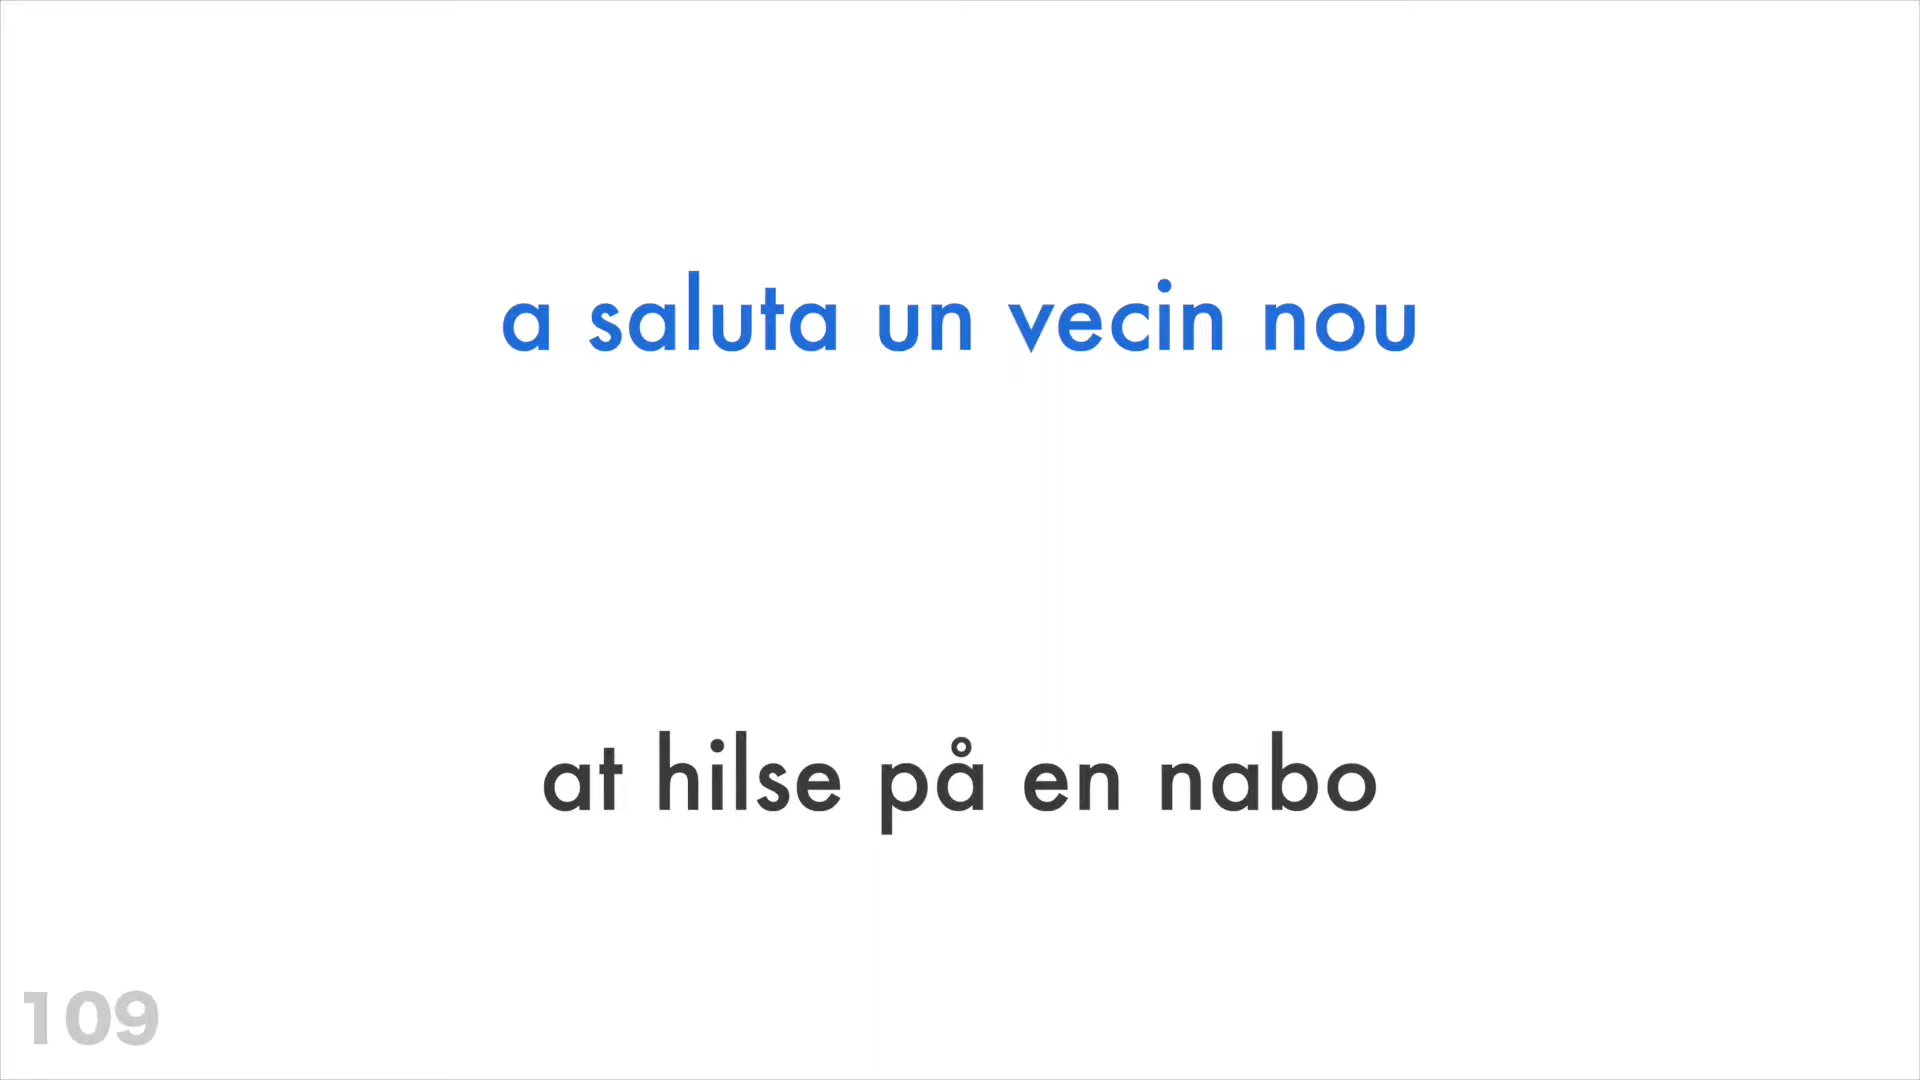 a saluta un vecin nou
at hilse på en nabo
109